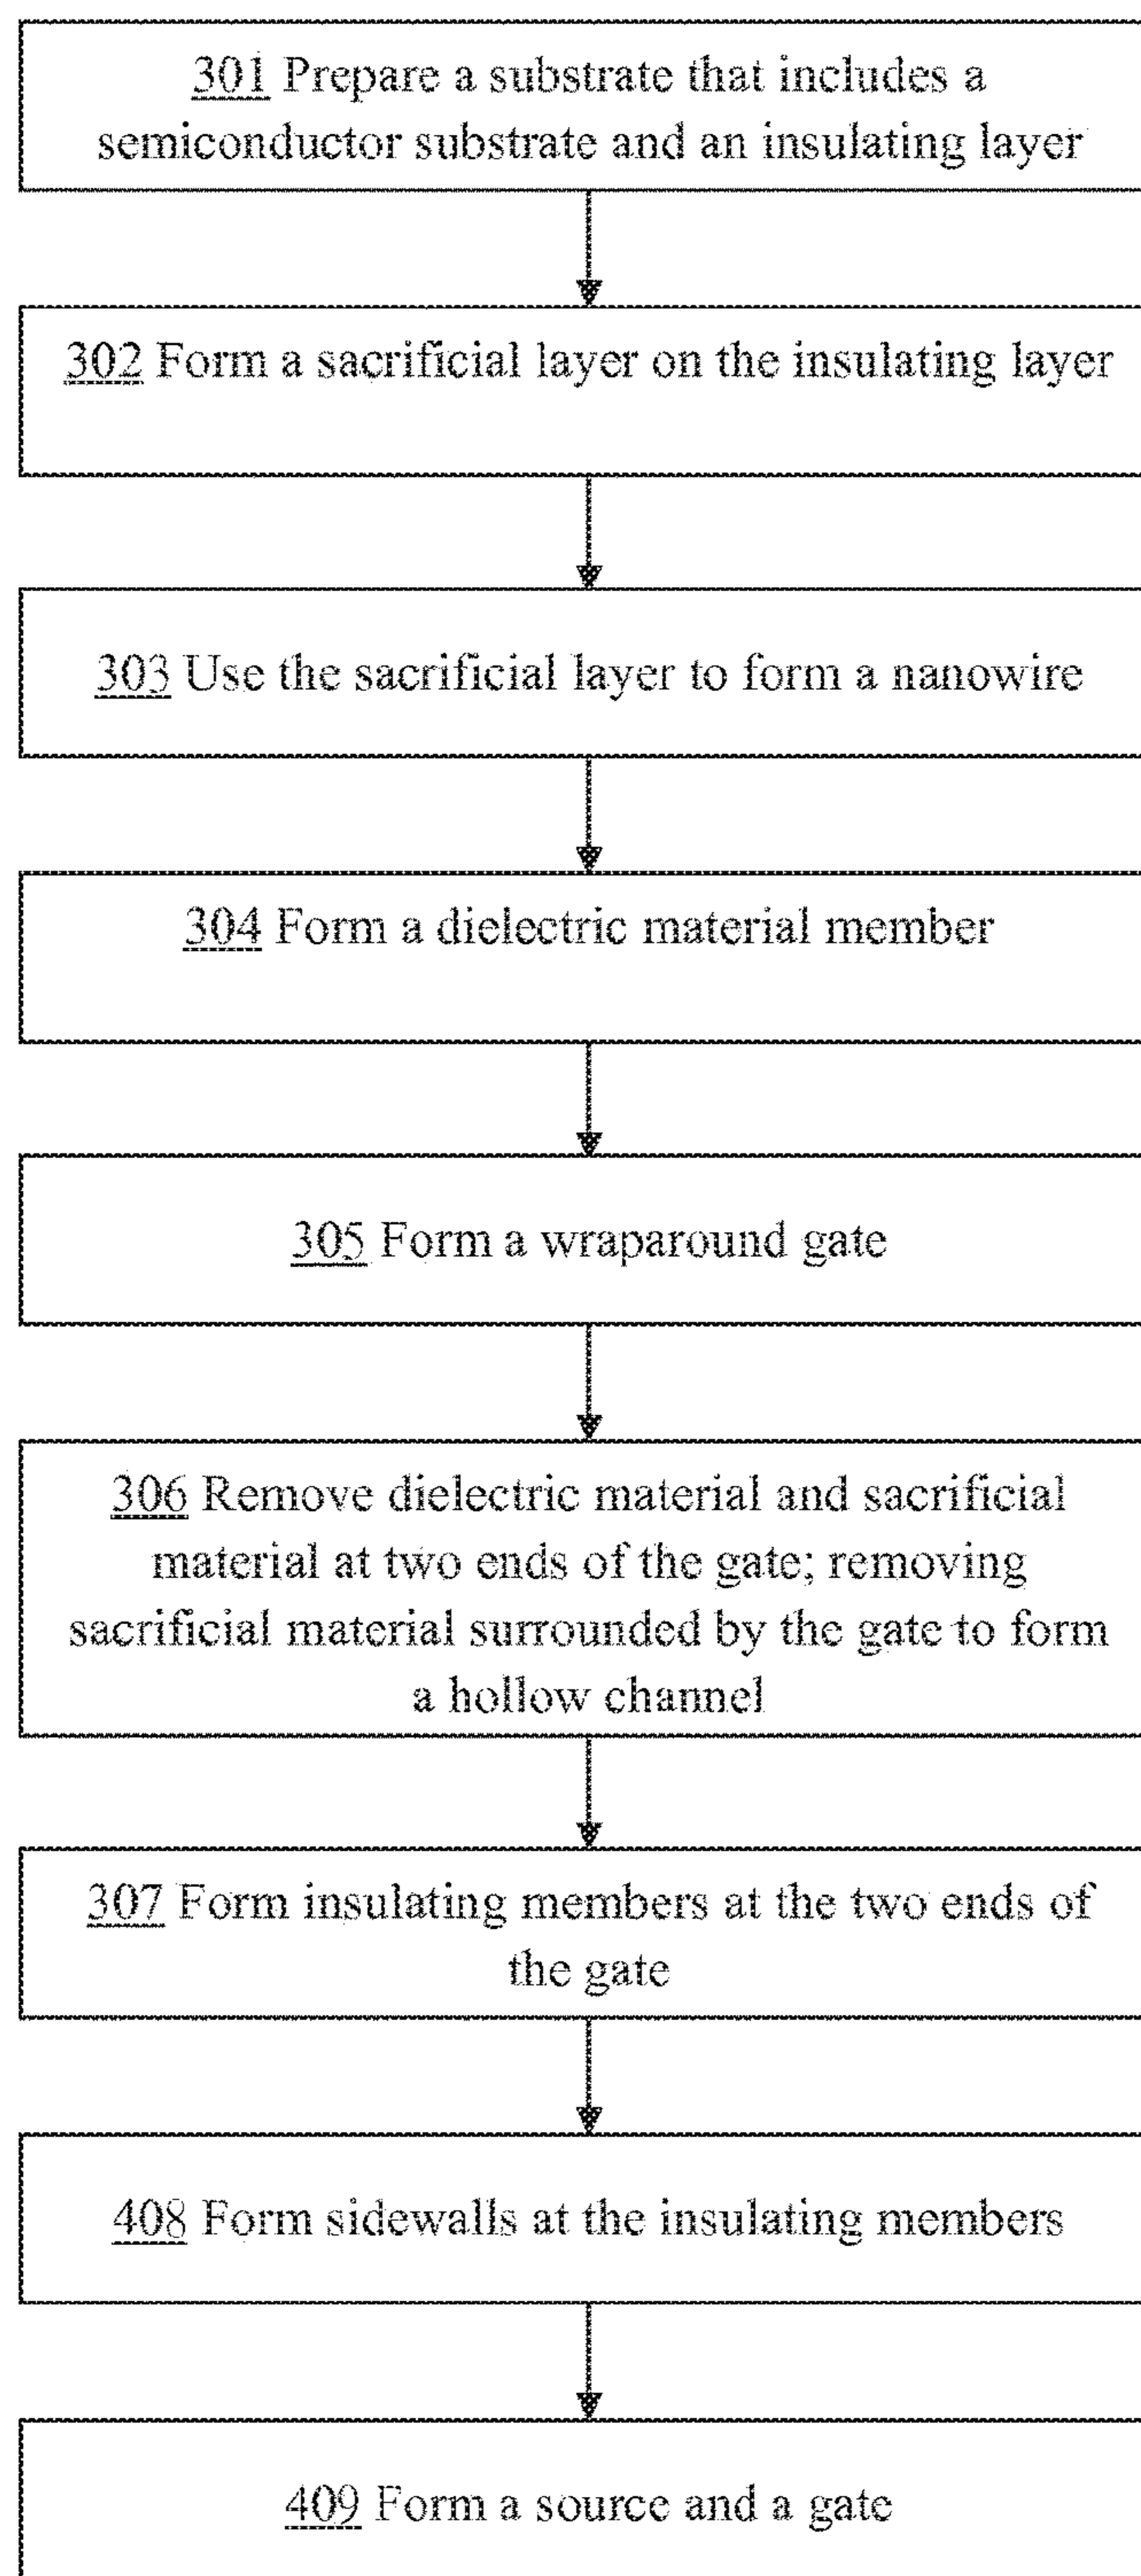 301 Prepare a substrate that includes a
semiconductor substrate and an insulating layer
302 Form a sacrificial layer on the insulating layer
303 Use the sacrificial layer to form a nanowire
304 Form a dielectric material member
305 Form a wraparound gate
306 Remove dielectric material and sacrificial
material at two ends of the gate; removing
sacrificial material surrounded by the gate to form
a hollow channel
307 Form insulating members at the two ends of
the gate
408 Form sidewalls at the insulating members
409 Form a source and a gate